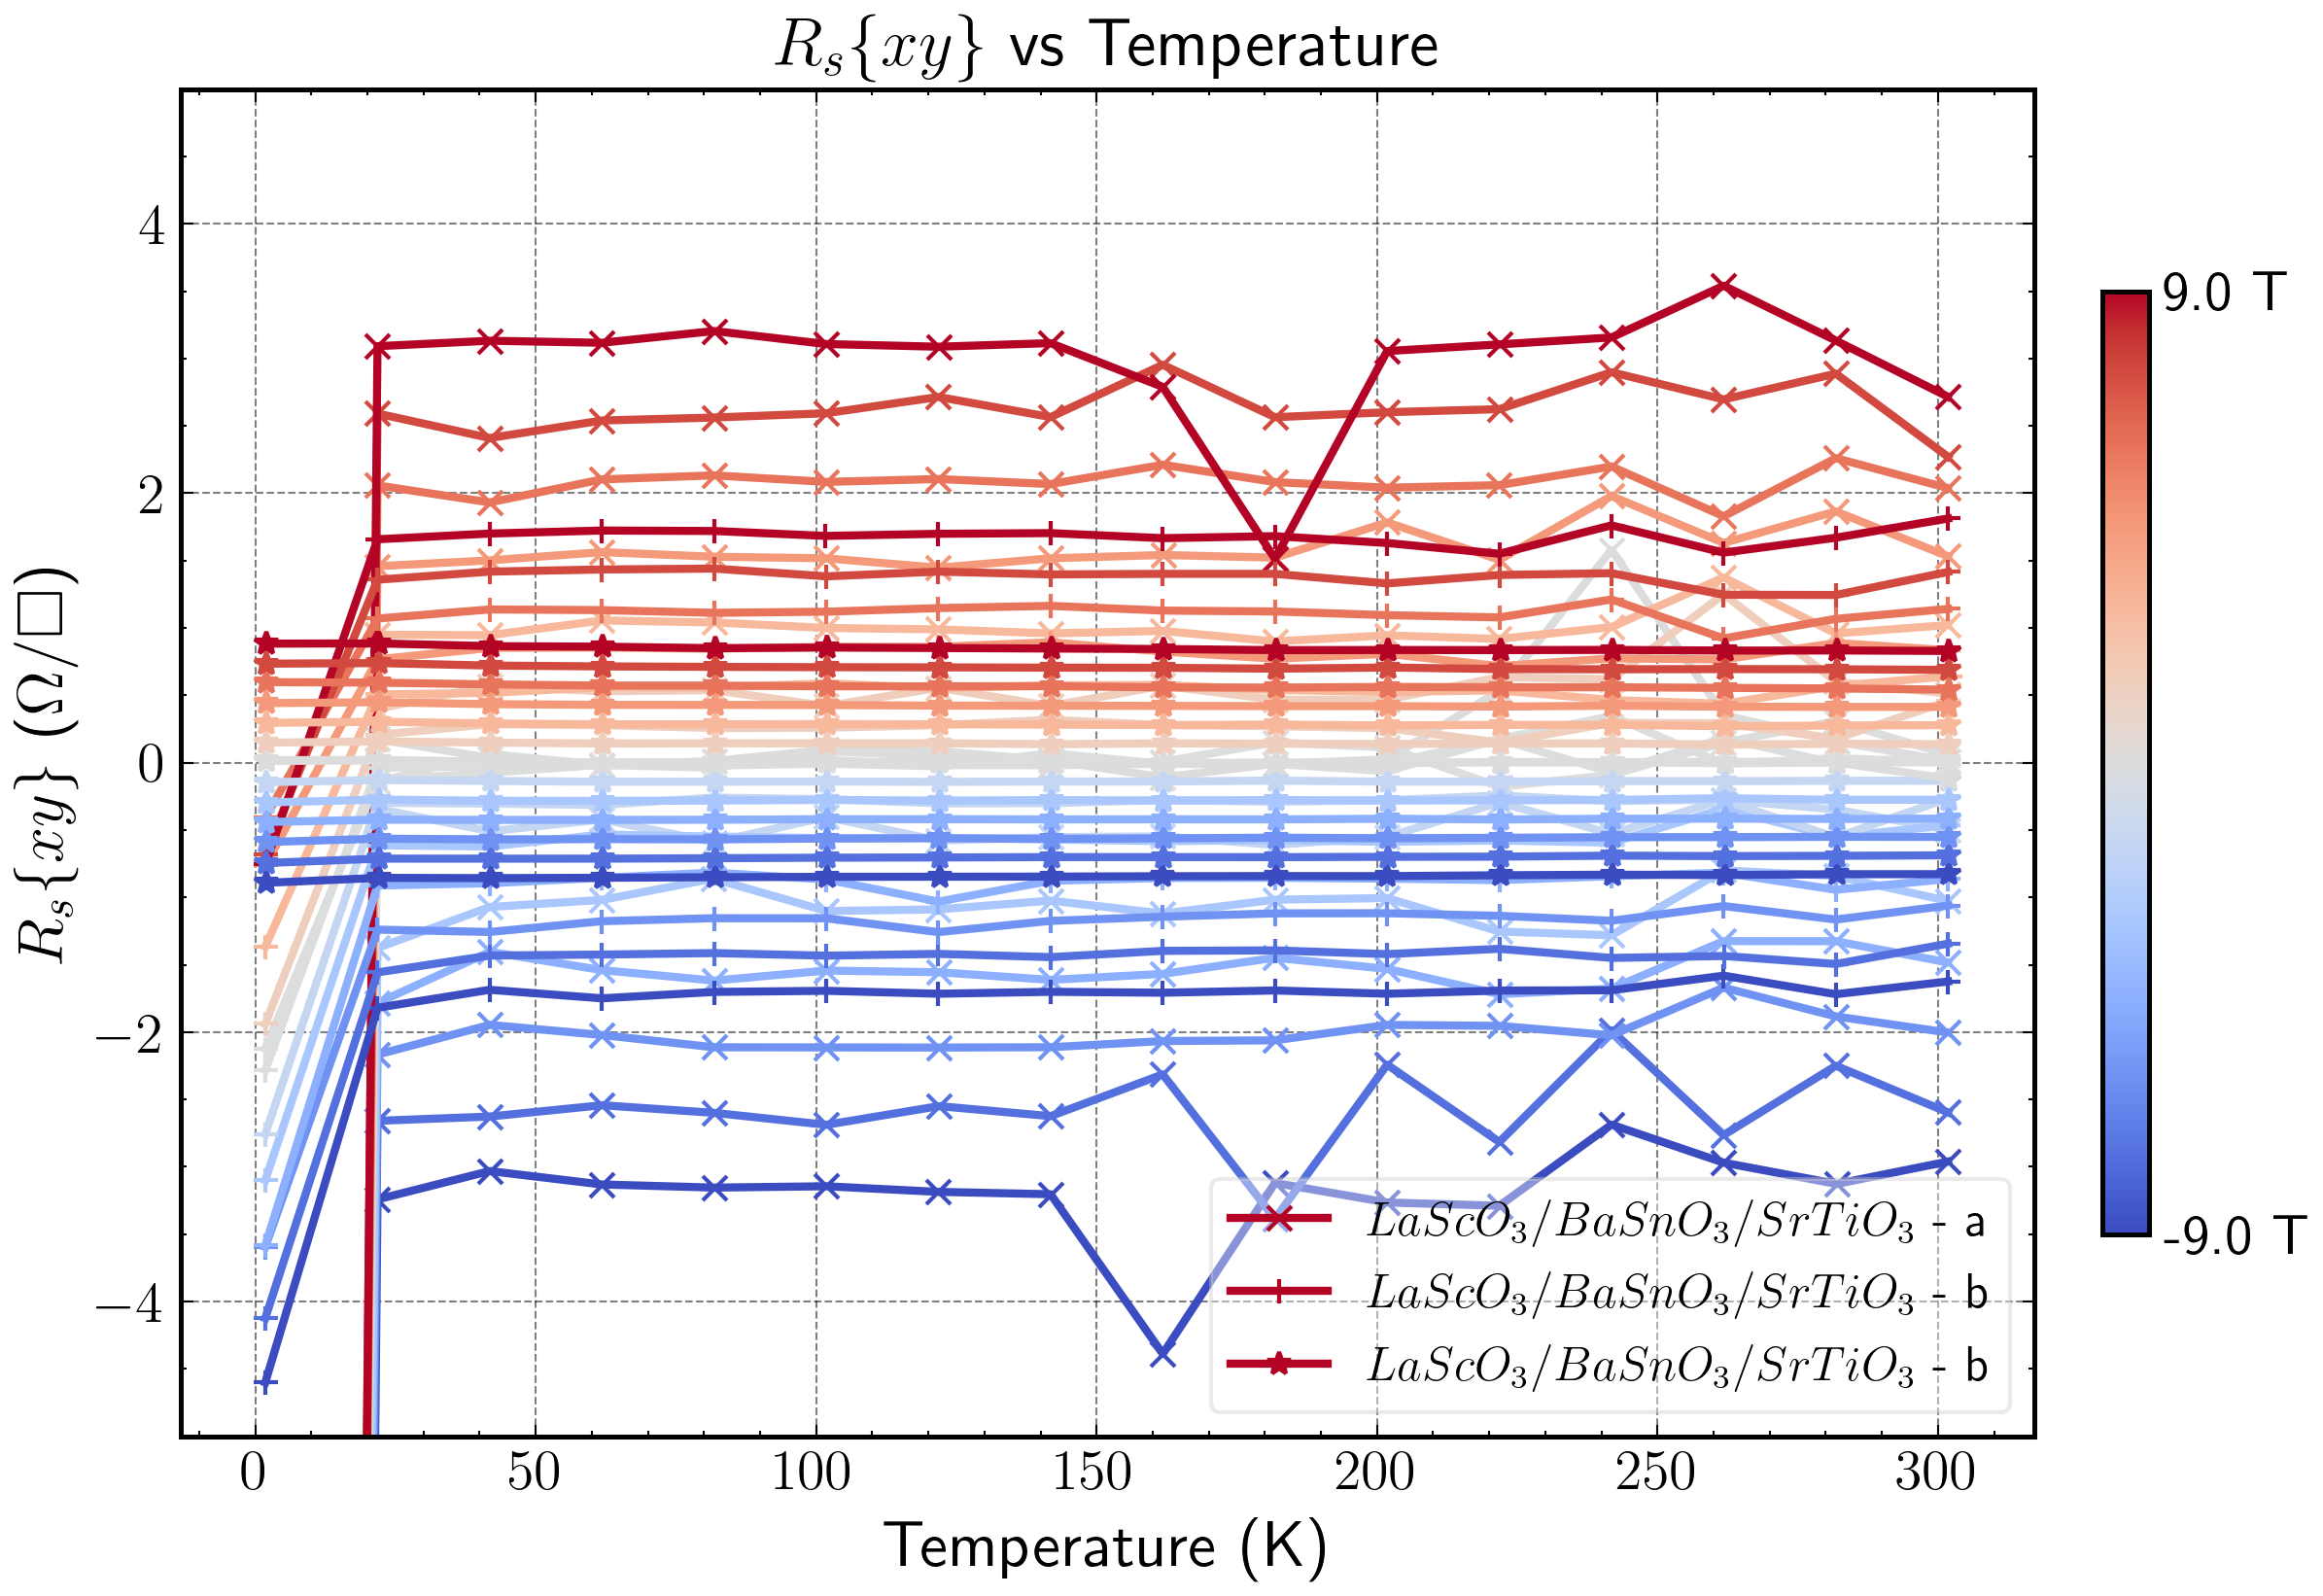 R_s{xy} vs Temperature
R_s{xy} (Ω/□)
4
2
0
−2
−4
0 50 100 150 200 250 300
Temperature (K)
LaScO₃/BaSnO₃/SrTiO₃ - a
LaScO₃/BaSnO₃/SrTiO₃ - b
LaScO₃/BaSnO₃/SrTiO₃ - b
9.0 T
-9.0 T